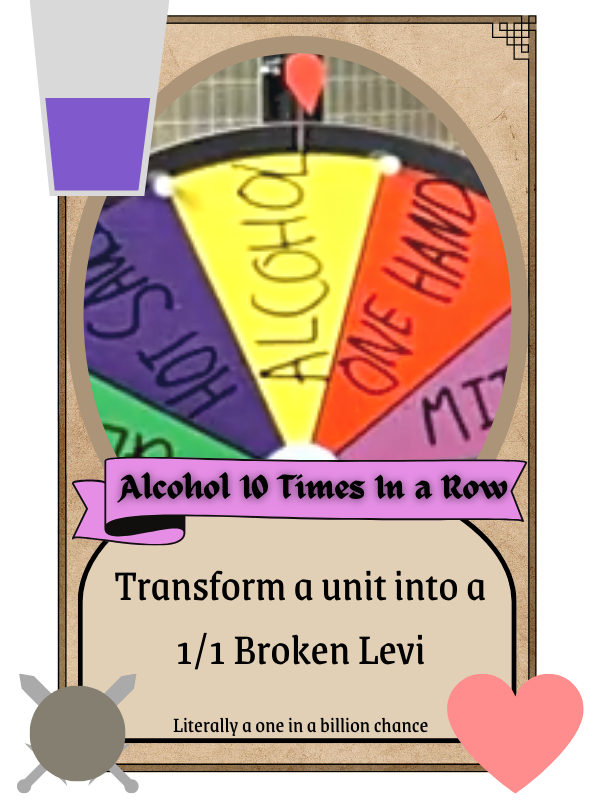 HOT
ALCOHOL
ONE HAND
Alcohol 10 Times In a Row
Transform a unit into a
1/1 Broken Levi
Literally a one in a billion chance